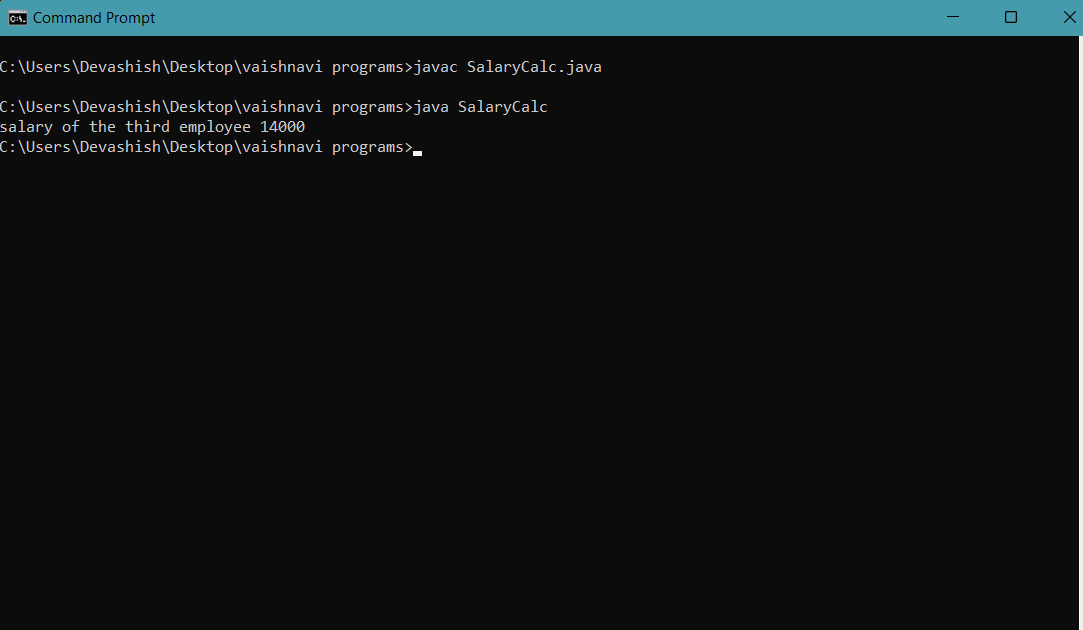 Command Prompt
C:\Users\Devashish\Desktop\vaishnavi programs>javac SalaryCalc.java
C:\Users\Devashish\Desktop\vaishnavi programs>java SalaryCalc
salary of the third employee 14000
C:\Users\Devashish\Desktop\vaishnavi programs>